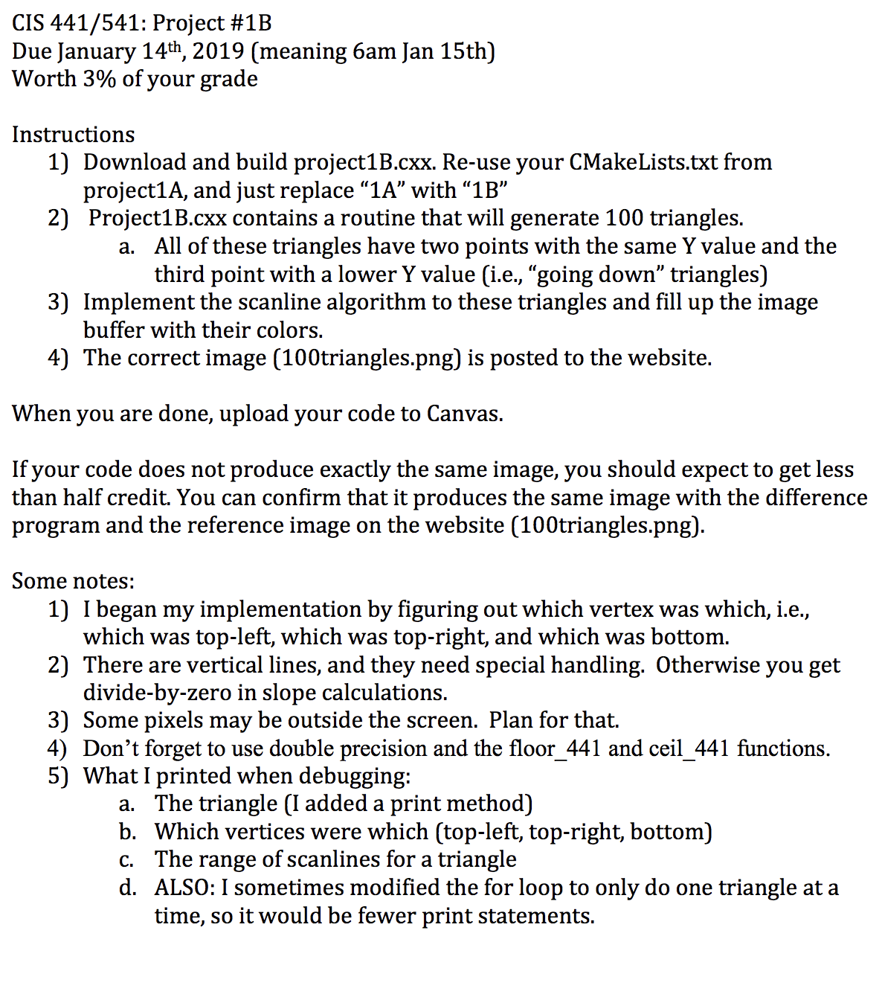 CIS 441/541: Project #1B
Due January 14th, 2019 (meaning 6am Jan 15th)
Worth 3% of your grade
Instructions
1) Download and build project1B.cxx. Re-use your CMakeLists.txt from
project1A, and just replace “1A” with “1B”
2) Project1B.cxx contains a routine that will generate 100 triangles.
a. All of these triangles have two points with the same Y value and the
third point with a lower Y value (i.e., “going down” triangles)
3) Implement the scanline algorithm to these triangles and fill up the image
buffer with their colors.
4) The correct image (100triangles.png) is posted to the website.
When you are done, upload your code to Canvas.
If your code does not produce exactly the same image, you should expect to get less
than half credit. You can confirm that it produces the same image with the difference
program and the reference image on the website (100triangles.png).
Some notes:
1) I began my implementation by figuring out which vertex was which, i.e.,
which was top-left, which was top-right, and which was bottom.
2) There are vertical lines, and they need special handling. Otherwise you get
divide-by-zero in slope calculations.
3) Some pixels may be outside the screen. Plan for that.
4) Don’t forget to use double precision and the floor_441 and ceil_441 functions.
5) What I printed when debugging:
a. The triangle (I added a print method)
b. Which vertices were which (top-left, top-right, bottom)
c. The range of scanlines for a triangle
d. ALSO: I sometimes modified the for loop to only do one triangle at a
time, so it would be fewer print statements.